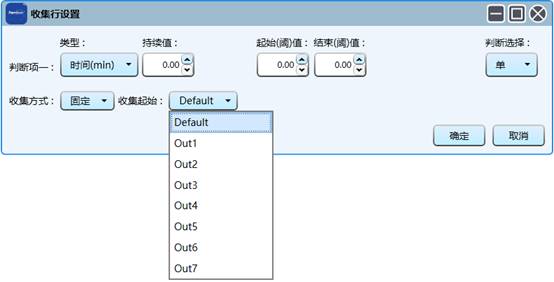 收集行设置
类型： 持续值： 起始(阈)值： 结束(阈)值： 判断选择：
判断项一： 时间(min) 0.00 0.00 0.00 单
收集方式： 固定 收集起始： Default
Default
Out1
Out2
Out3
Out4
Out5
Out6
Out7
确定 取消